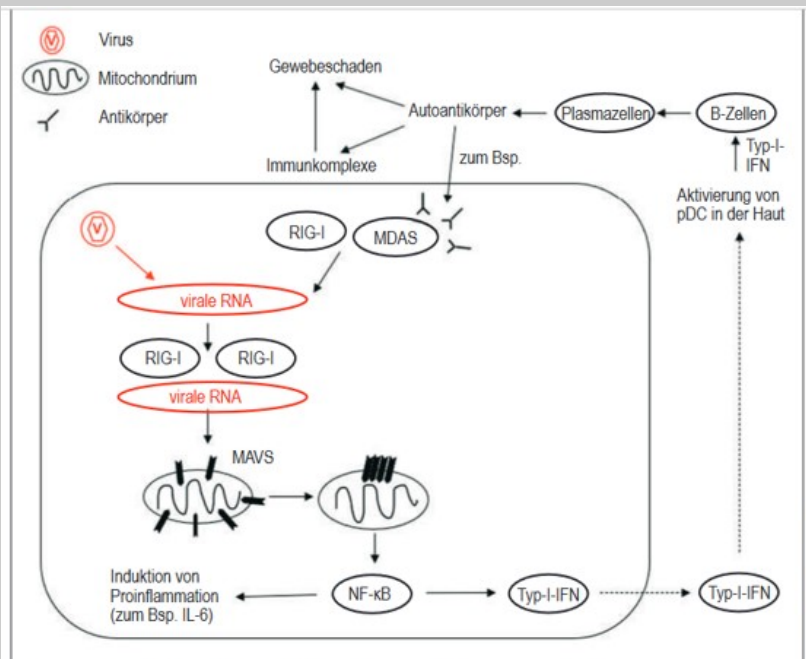 V
Virus
Mitochondrium
Antikörper
Gewebeschaden
Autoantikörper
Plasmazellen
B-Zellen
Immunkomplexe
zum Bsp.
Typ-I-
IFN
Aktivierung von
pDC in der Haut
V
RIG-I
MDAS
virale RNA
RIG-I
RIG-I
virale RNA
MAVS
Induktion von
Proinflammation
(zum Bsp. IL-6)
NF-κB
Typ-I-IFN
Typ-I-IFN